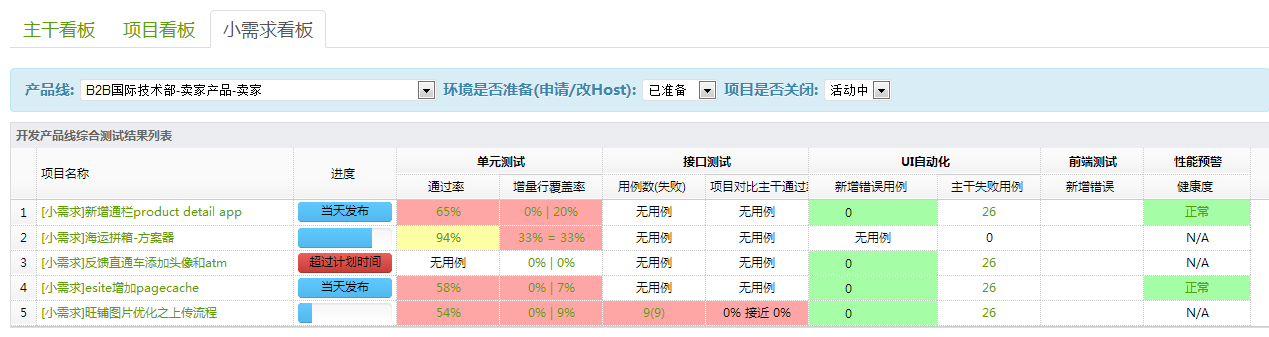 主干看板 项目看板 小需求看板
产品线: B2B国际技术部-卖家产品-卖家 环境是否准备(申请/改Host): 已准备 项目是否关闭: 活动中
开发产品线综合测试结果列表
项目名称 进度 单元测试 接口测试 UI自动化 前端测试 性能预警
通过率 增量行覆盖率 用例数(失败) 项目对比主干通过 新增错误用例 主干失败用例 新增错误 健康度
1 [小需求]新增通栏product detail app 当天发布 65% 0% | 20% 无用例 无用例 0 26 正常
2 [小需求]海运拼箱-方案器 94% 33% = 33% 无用例 无用例 无用例 0 N/A
3 [小需求]反馈直通车添加头像和atm 超过计划时间 无用例 0% | 0% 无用例 无用例 0 26 N/A
4 [小需求]esite增加pagecache 当天发布 58% 0% | 7% 无用例 无用例 0 26 正常
5 [小需求]旺铺图片优化之上传流程 54% 0% | 9% 9(9) 0% 接近 0% 0 26 N/A